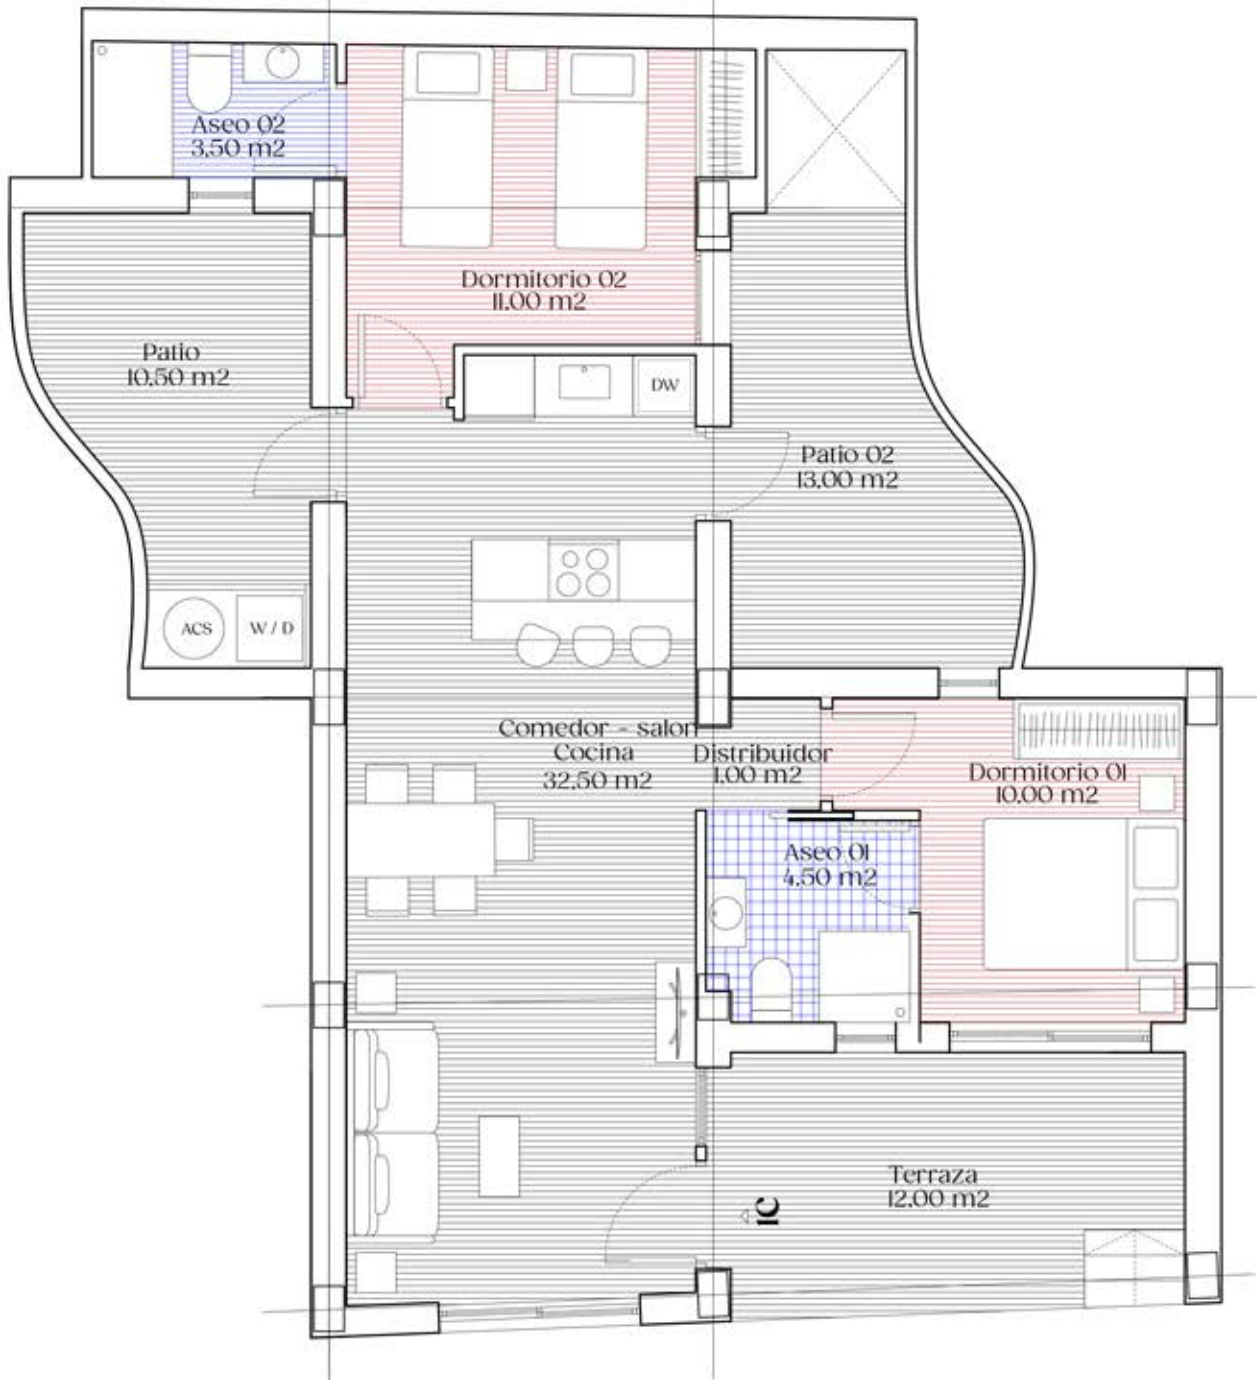 Aseo 02
3,50 m2
Dormitorio 02
11.00 m2
Patio
10,50 m2
DW
Patio 02
13.00 m2
ACS
W / D
Comedor - salon
Cocina
32,50 m2
Distribuidor
1.00 m2
Dormitorio 01
10.00 m2
Aseo 01
4,50 m2
Terraza
12.00 m2
1C